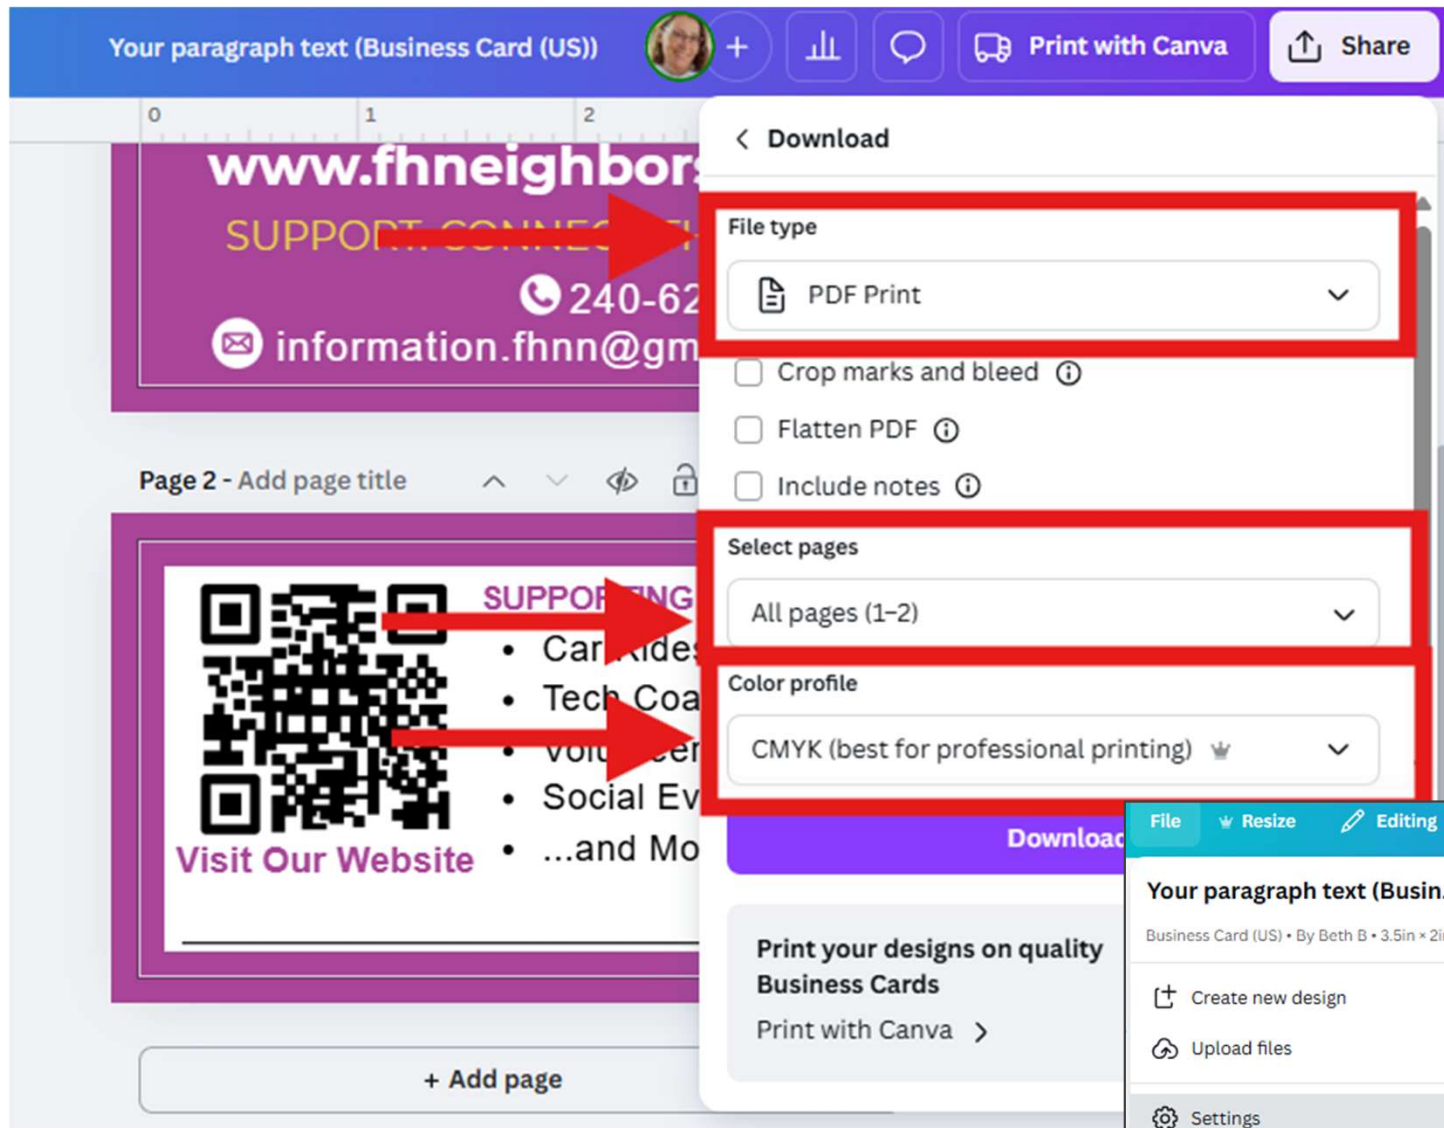 Your paragraph text (Business Card (US))
+
Print with Canva
Share
0 1 2
www.fhneighbors
SUPPORT. CONNEC
240-62
information.fhnn@gm
Page 2 - Add page title
Visit Our Website
SUPPORTING
• Car Rides
• Tech Coa
• Volunteer
• Social Ev
• ...and Mo
+ Add page
Download
File type
PDF Print
Crop marks and bleed
Flatten PDF
Include notes
Select pages
All pages (1–2)
Color profile
CMYK (best for professional printing)
Download
Print your designs on quality
Business Cards
Print with Canva
File Resize Editing
Your paragraph text (Busin.
Business Card (US) • By Beth B • 3.5in × 2i
Create new design
Upload files
Settings